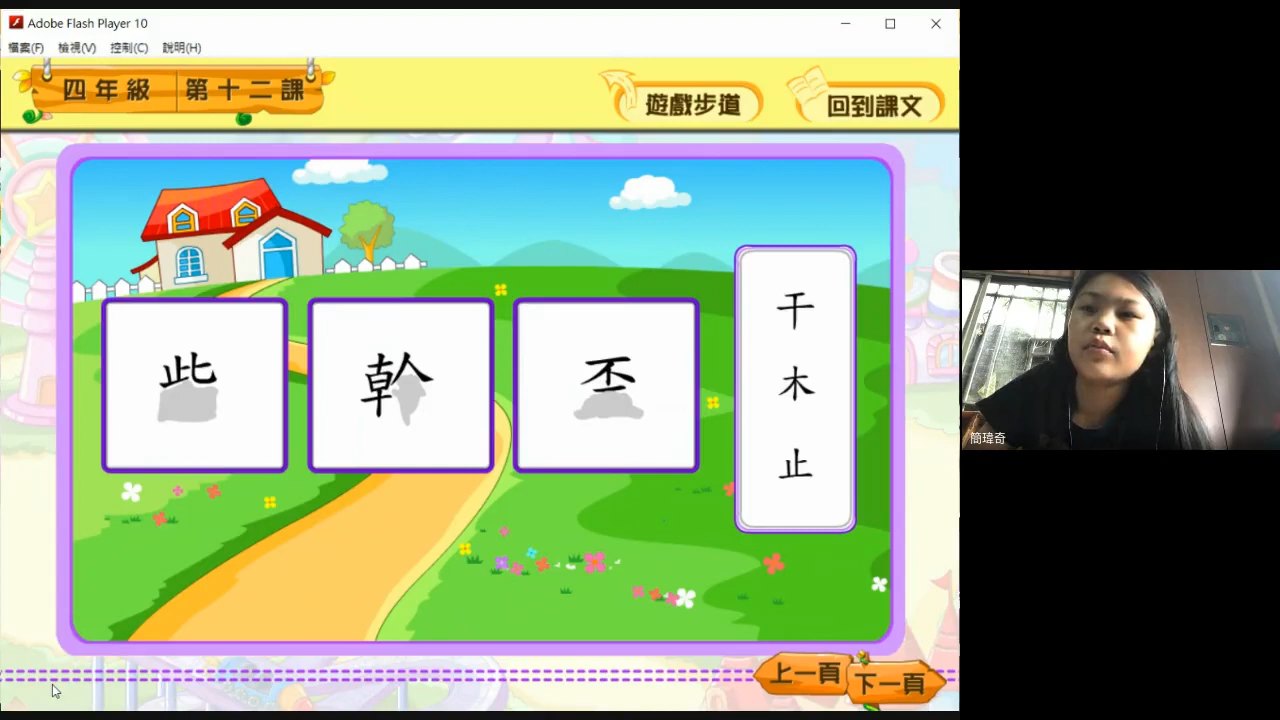 Adobe Flash Player 10
檔案(F) 檢視(V) 控制(C) 說明(H)
四年級 第十二課
遊戲步道
回到課文
些
幹
丕
干
木
止
簡瑋奇
上一頁
下一頁